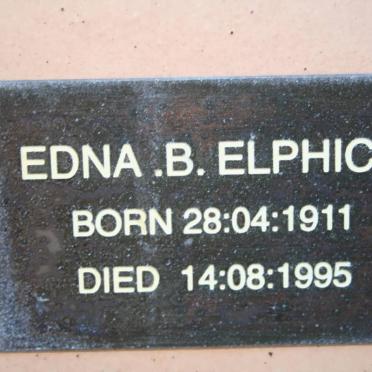 EDNA .B. ELPHIC
BORN 28:04:1911
DIED 14:08:1995